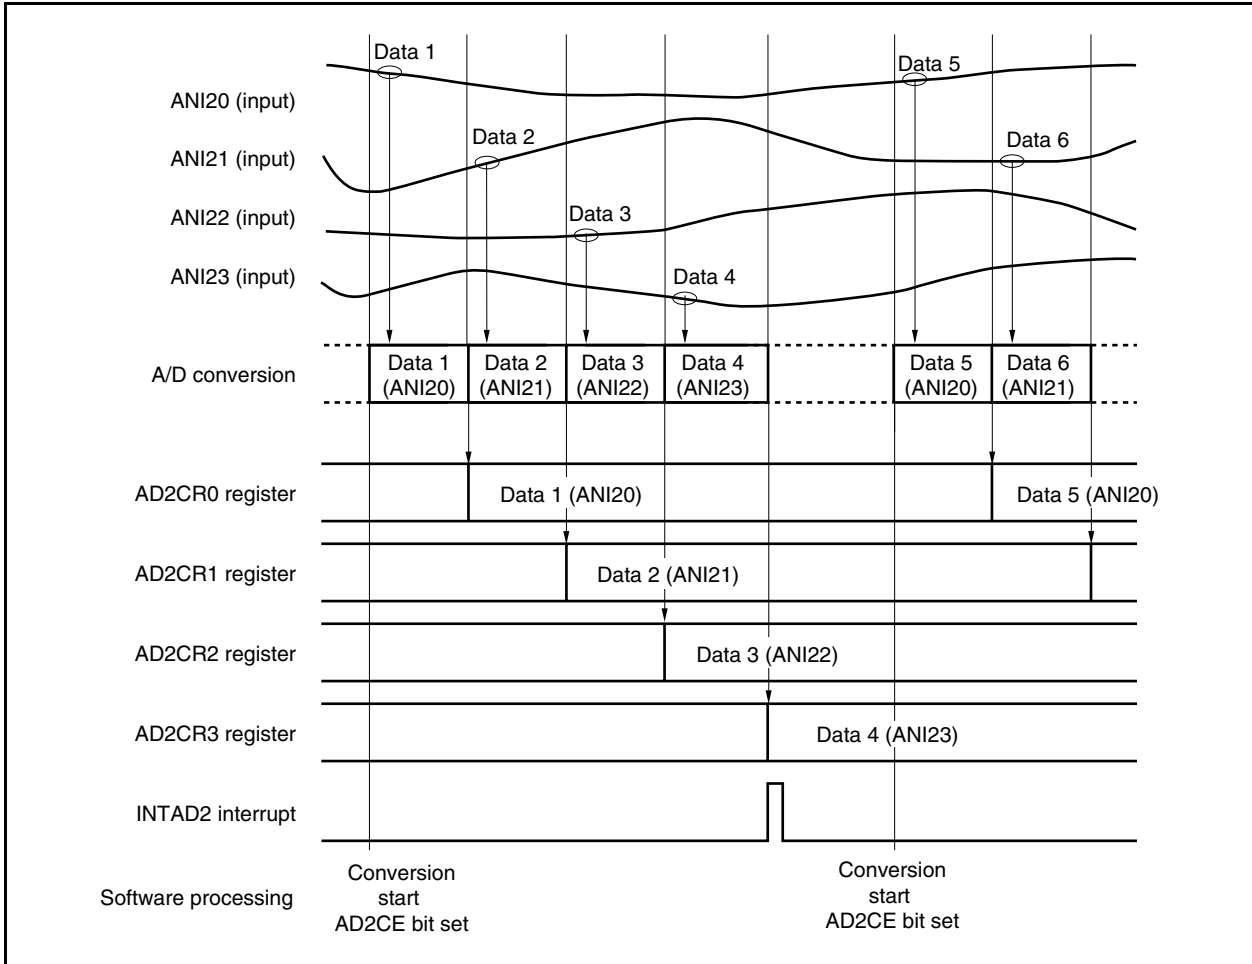 Data 1
Data 5
ANI20 (input)
Data 2
Data 6
ANI21 (input)
ANI22 (input)
Data 3
ANI23 (input)
Data 4
A/D conversion
Data 1
(ANI20)
Data 2
(ANI21)
Data 3
(ANI22)
Data 4
(ANI23)
Data 5
(ANI20)
Data 6
(ANI21)
AD2CR0 register
Data 1 (ANI20)
Data 5 (ANI20)
AD2CR1 register
Data 2 (ANI21)
AD2CR2 register
Data 3 (ANI22)
AD2CR3 register
Data 4 (ANI23)
INTAD2 interrupt
Software processing
Conversion
start
AD2CE bit set
Conversion
start
AD2CE bit set